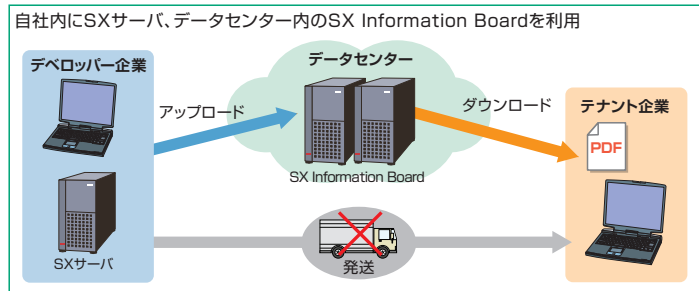 自社内にSXサーバ、データセンター内のSX Information Boardを利用
デベロッパー企業
データセンター
テナント企業
アップロード
ダウンロード
PDF
SX Information Board
SXサーバ
発送